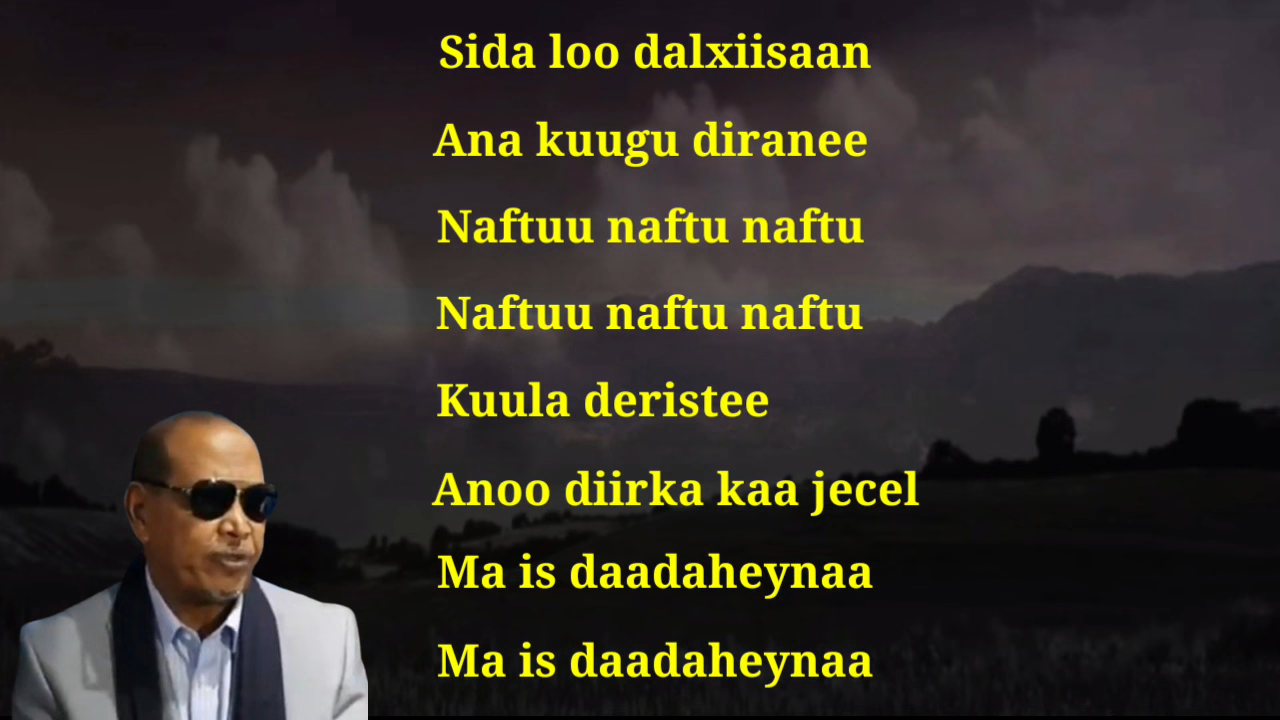 Sida loo dalxiisaan
Ana kuugu diranee
Naftuu naftu naftu
Naftuu naftu naftu
Kuula deristee
Anoo diirka kaa jecel
Ma is daadaheynaa
Ma is daadaheynaa